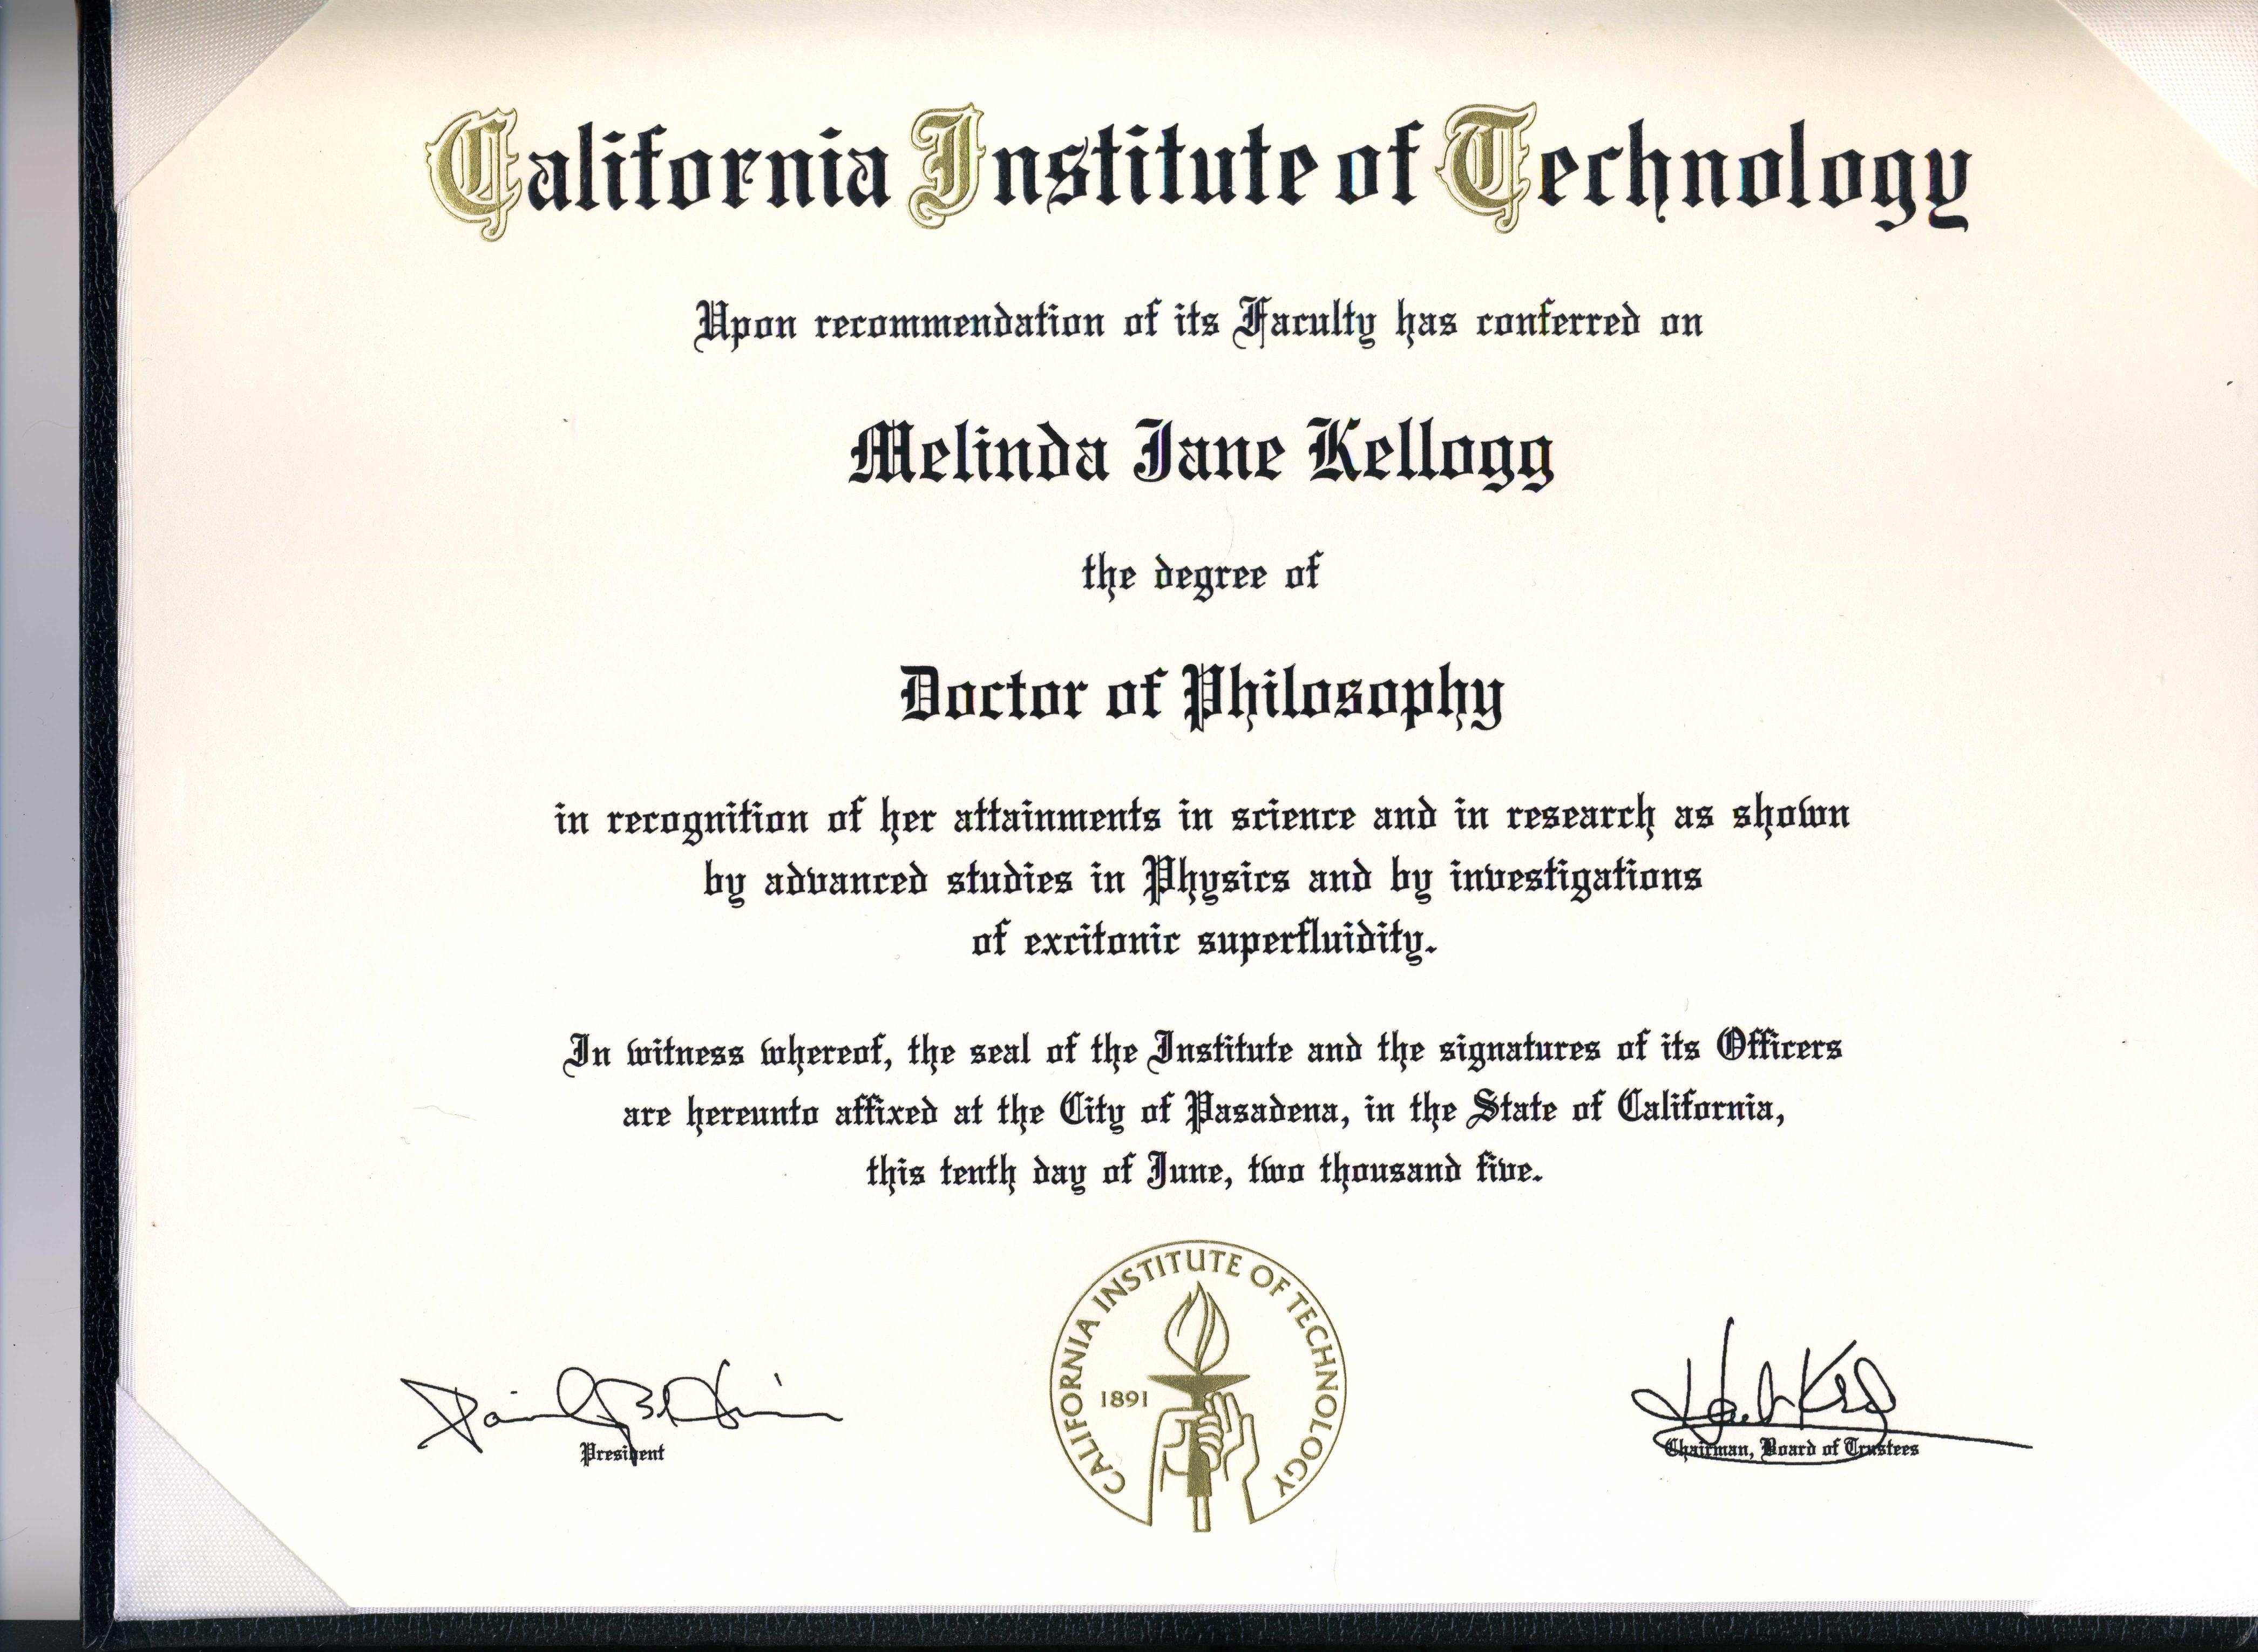 California Institute of Technology
Upon recommendation of its Faculty has conferred on
Melinda Jane Kellogg
the degree of
Doctor of Philosophy
in recognition of her attainments in science and in research as shown
by advanced studies in Physics and by investigations
of excitonic superfluidity.
In witness whereof, the seal of the Institute and the signatures of its Officers
are hereunto affixed at the City of Pasadena, in the State of California,
this tenth day of June, two thousand five.
CALIFORNIA INSTITUTE OF TECHNOLOGY
1891
President
Chairman, Board of Trustees